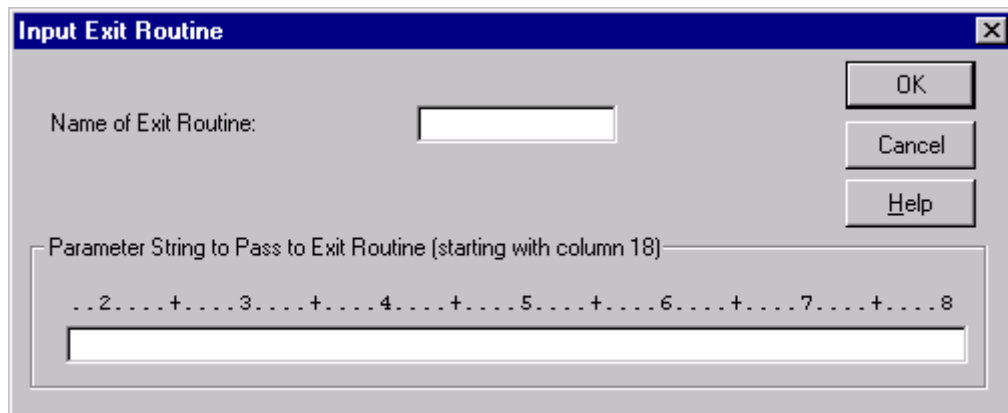 Input Exit Routine
OK
Name of Exit Routine:
Cancel
Help
Parameter String to Pass to Exit Routine (starting with column 18)
..2....+....3....+....4....+....5....+....6....+....7....+....8